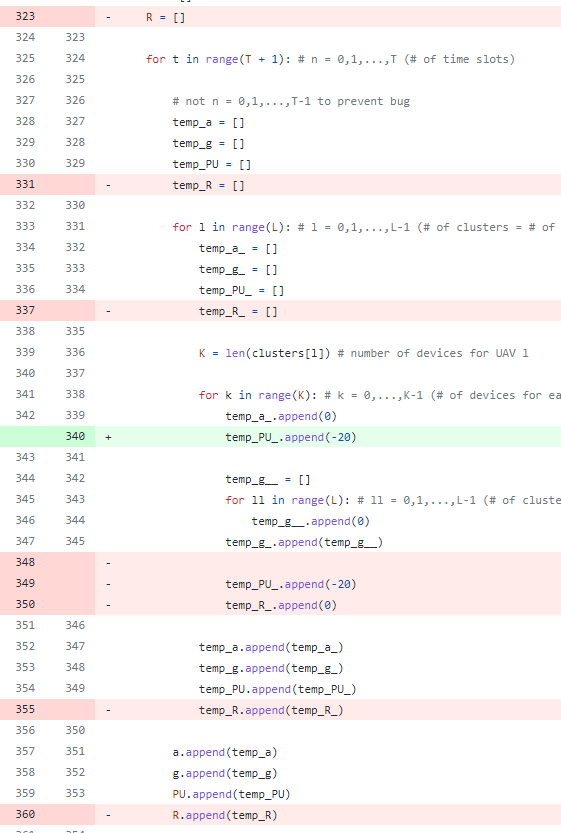 323 - R = []
324 323
325 324 for t in range(T + 1): # n = 0,1,...,T (# of time slots)
326 325
327 326 # not n = 0,1,...,T-1 to prevent bug
328 327 temp_a = []
329 328 temp_g = []
330 329 temp_PU = []
331 - temp_R = []
332 330
333 331 for l in range(L): # l = 0,1,...,L-1 (# of clusters = # of
334 332 temp_a_ = []
335 333 temp_g_ = []
336 334 temp_PU_ = []
337 - temp_R_ = []
338 335
339 336 K = len(clusters[l]) # number of devices for UAV l
340 337
341 338 for k in range(K): # k = 0,...,K-1 (# of devices for ea
342 339 temp_a_.append(0)
340 + temp_PU_.append(-20)
343 341
344 342 temp_g__ = []
345 343 for ll in range(L): # ll = 0,1,...,L-1 (# of cluste
346 344 temp_g__.append(0)
347 345 temp_g_.append(temp_g__)
348 -
349 - temp_PU_.append(-20)
350 - temp_R_.append(0)
351 346
352 347 temp_a.append(temp_a_)
353 348 temp_g.append(temp_g_)
354 349 temp_PU.append(temp_PU_)
355 - temp_R.append(temp_R_)
356 350
357 351 a.append(temp_a)
358 352 g.append(temp_g)
359 353 PU.append(temp_PU)
360 - R.append(temp_R)